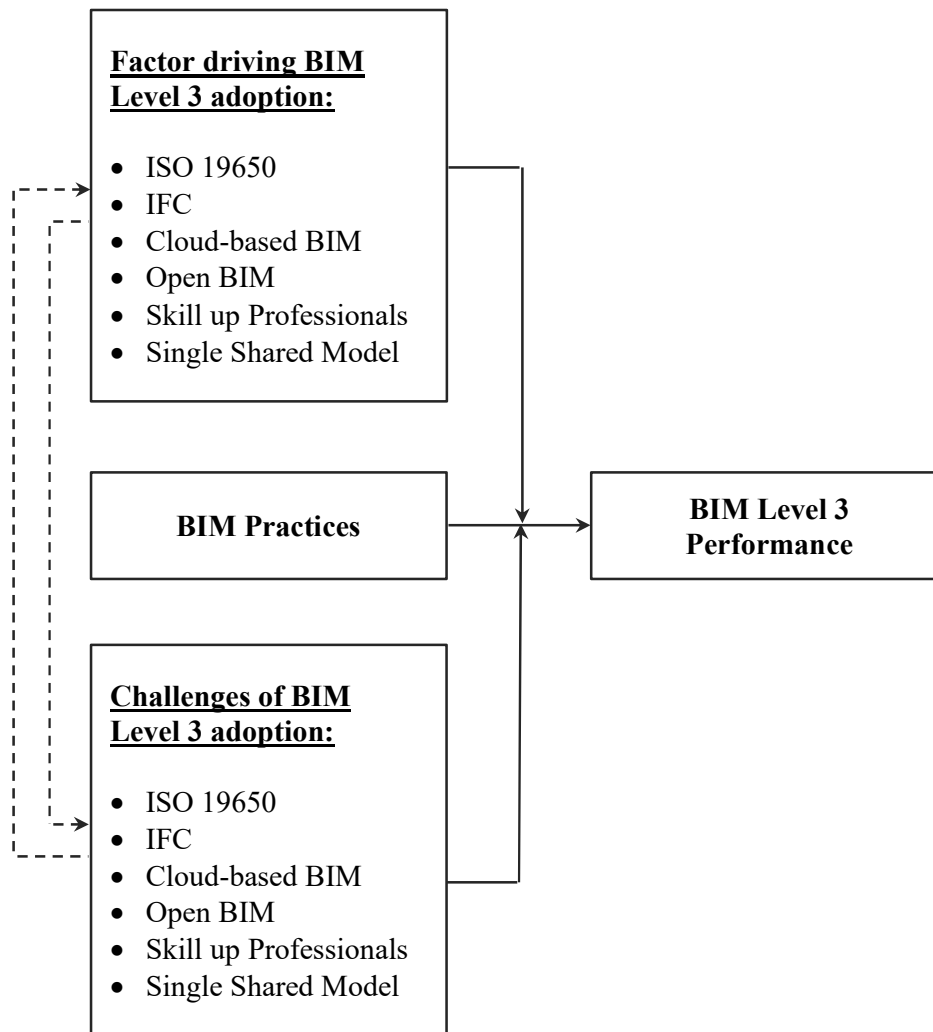 Factor driving BIM
Level 3 adoption:
• ISO 19650
• IFC
• Cloud-based BIM
• Open BIM
• Skill up Professionals
• Single Shared Model
BIM Practices
BIM Level 3
Performance
Challenges of BIM
Level 3 adoption:
• ISO 19650
• IFC
• Cloud-based BIM
• Open BIM
• Skill up Professionals
• Single Shared Model